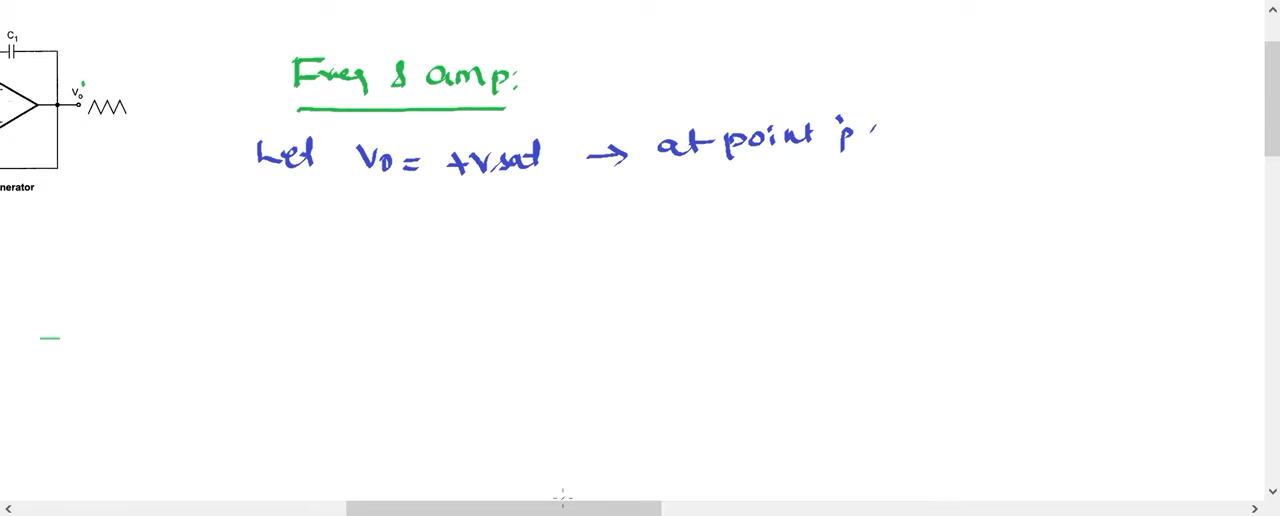 C1
Freq & amp:
Vo'
Let Vo = +Vsat → at point 'p'
nerator